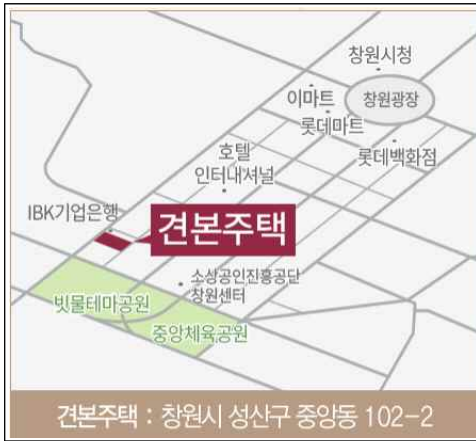 창원시청
이마트
창원광장
롯데마트
호텔
인터내셔널
롯데백화점
IBK기업은행
견본주택
소상공인진흥공단
창원센터
빗물테마공원
중앙체육공원
견본주택 : 창원시 성산구 중앙동 102-2